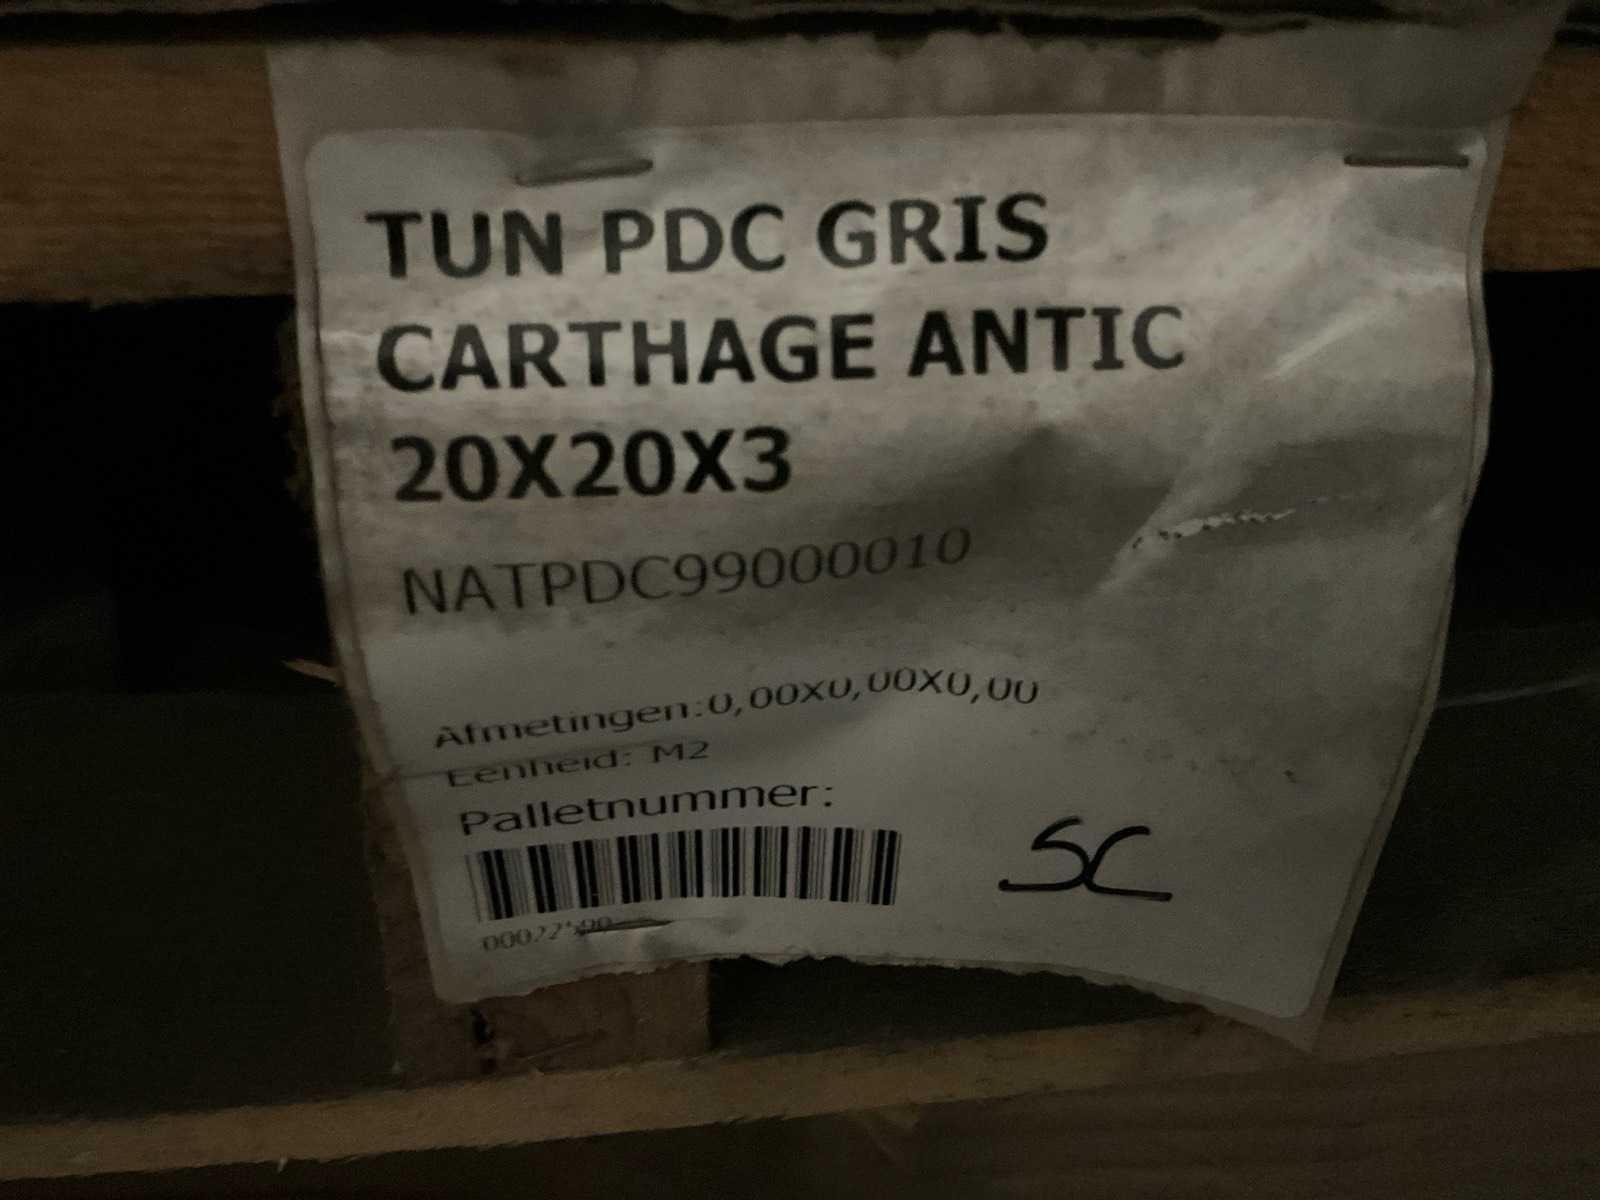 TUN PDC GRIS
CARTHAGE ANTIC
20X20X3
NATPDC99000010
Afmetingen:0,00X0,00X0,00
Eenheid: M2
Palletnummer:
SC